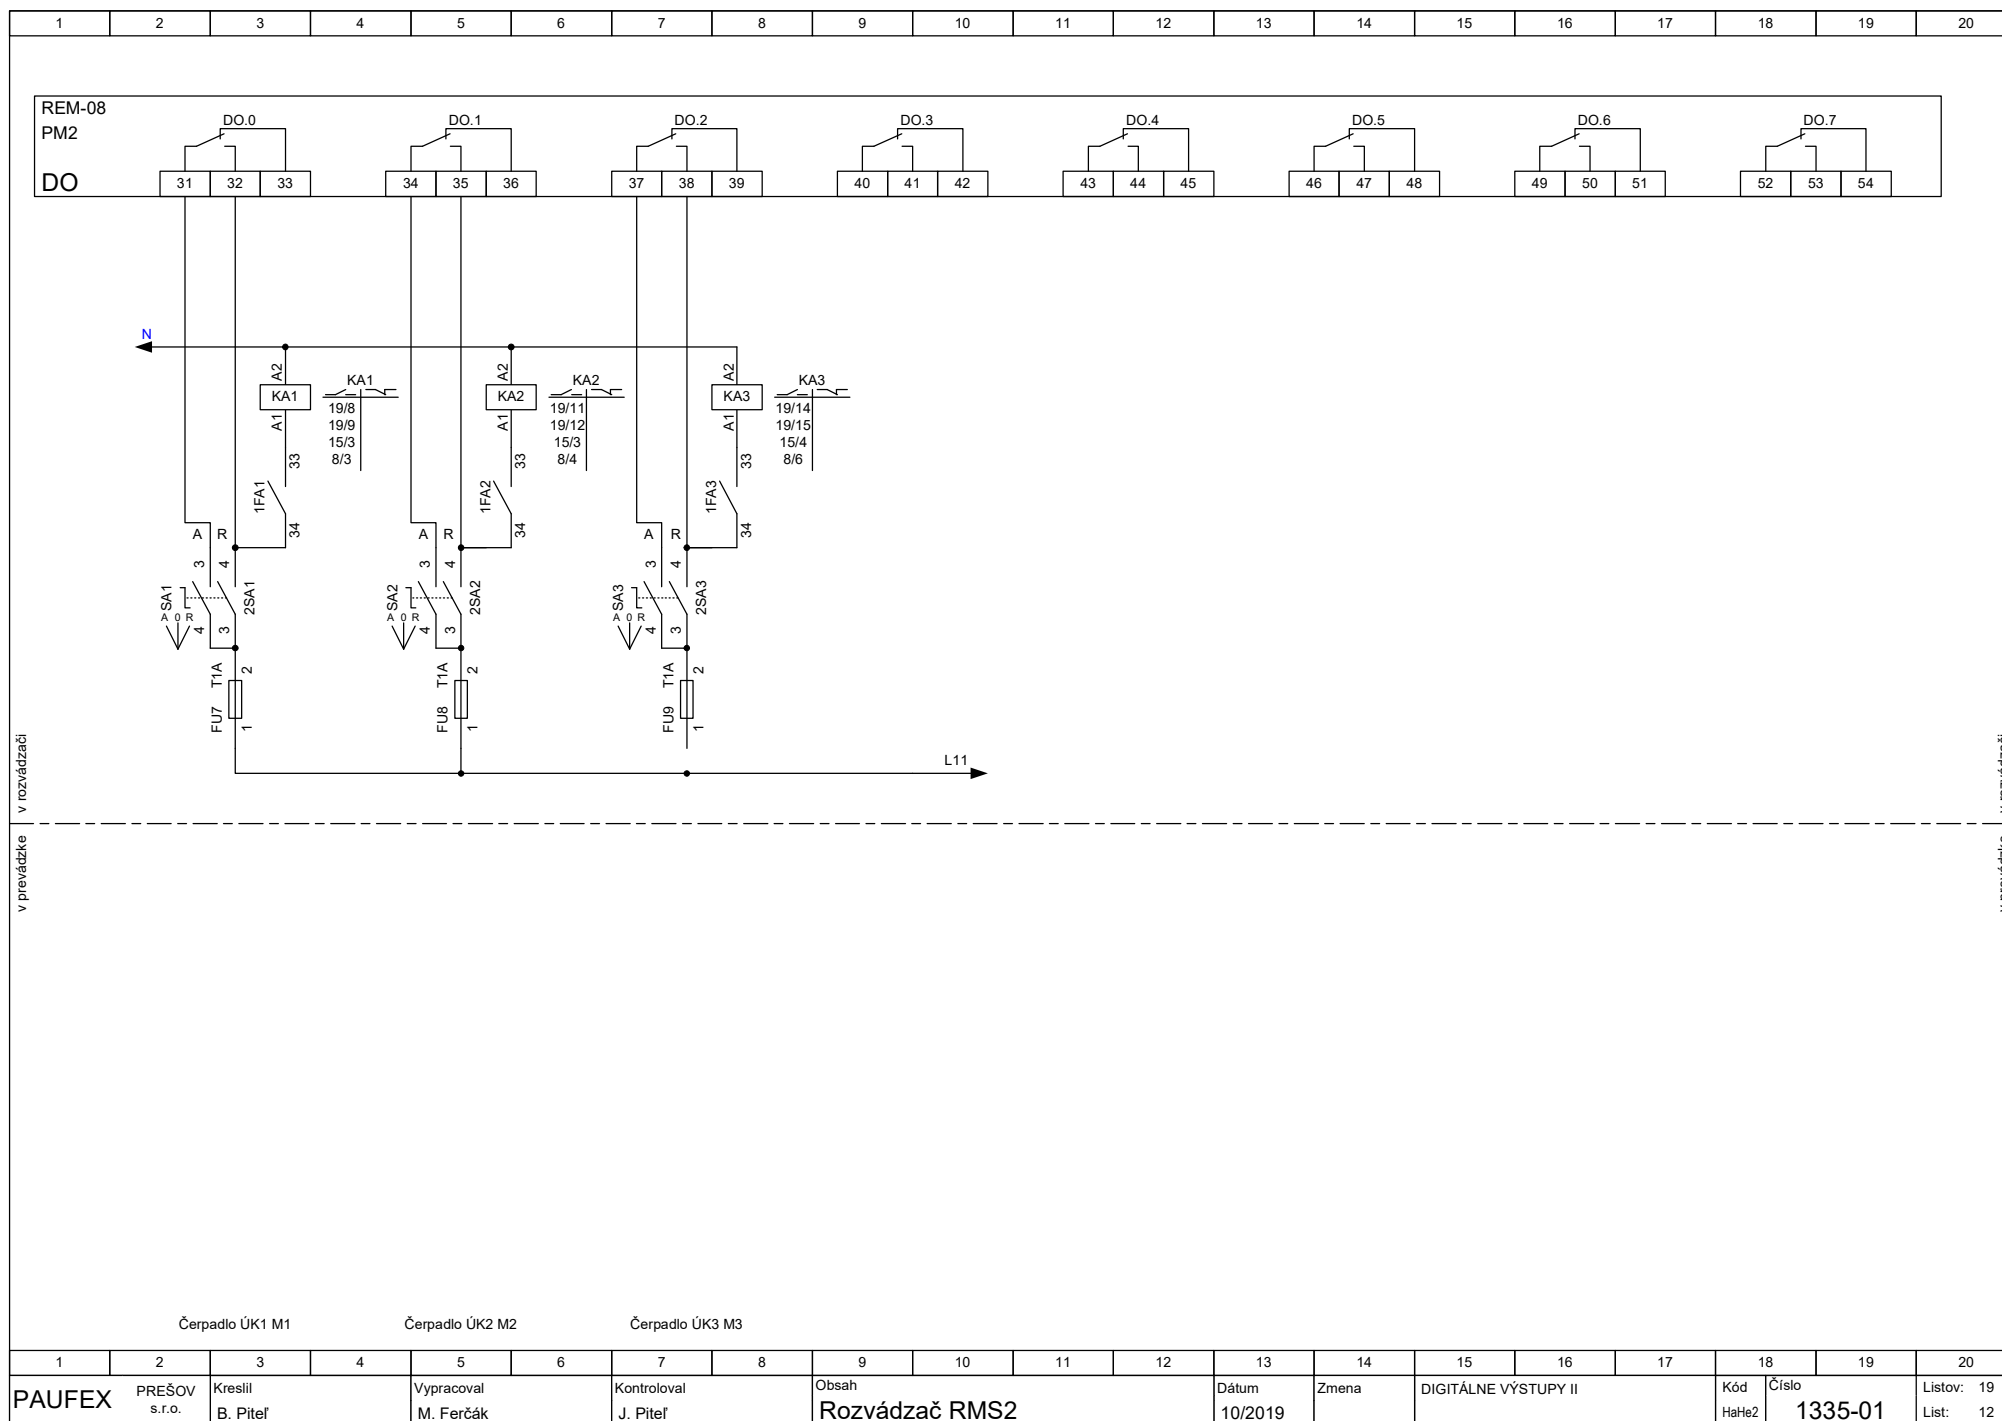 1 2 3 4 5 6 7 8 9 10 11 12 13 14 15 16 17 18 19 20
REM-08
PM2
DO
DO.0 DO.1 DO.2 DO.3 DO.4 DO.5 DO.6 DO.7
31 32 33 34 35 36 37 38 39 40 41 42 43 44 45 46 47 48 49 50 51 52 53 54
N
A2 A2 A2
KA1 KA1 KA2 KA2 KA3 KA3
A1 A1 A1
19/8 19/11 19/14
19/9 19/12 19/15
15/3 15/3 15/4
8/3 8/4 8/6
33 33 33
1FA1 1FA2 1FA3
34 34 34
A R A R A R
3 4 3 4 3 4
SA1 2SA1 SA2 2SA2 SA3 2SA3
A 0 R A 0 R A 0 R
4 3 4 3 4 3
T1A 2 T1A 2 T1A 2
FU7 1 FU8 1 FU9 1
L11
v rozvádzači
v prevádzke
Čerpadlo ÚK1 M1 Čerpadlo ÚK2 M2 Čerpadlo ÚK3 M3
1 2 3 4 5 6 7 8 9 10 11 12 13 14 15 16 17 18 19 20
PAUFEX PREŠOV s.r.o.
Kreslil
B. Piteľ
Vypracoval
M. Ferčák
Kontroloval
J. Piteľ
Obsah
Rozvádzač RMS2
Dátum
10/2019
Zmena
DIGITÁLNE VÝSTUPY II
Kód
HaHe2
Číslo
1335-01
Listov: 19
List: 12